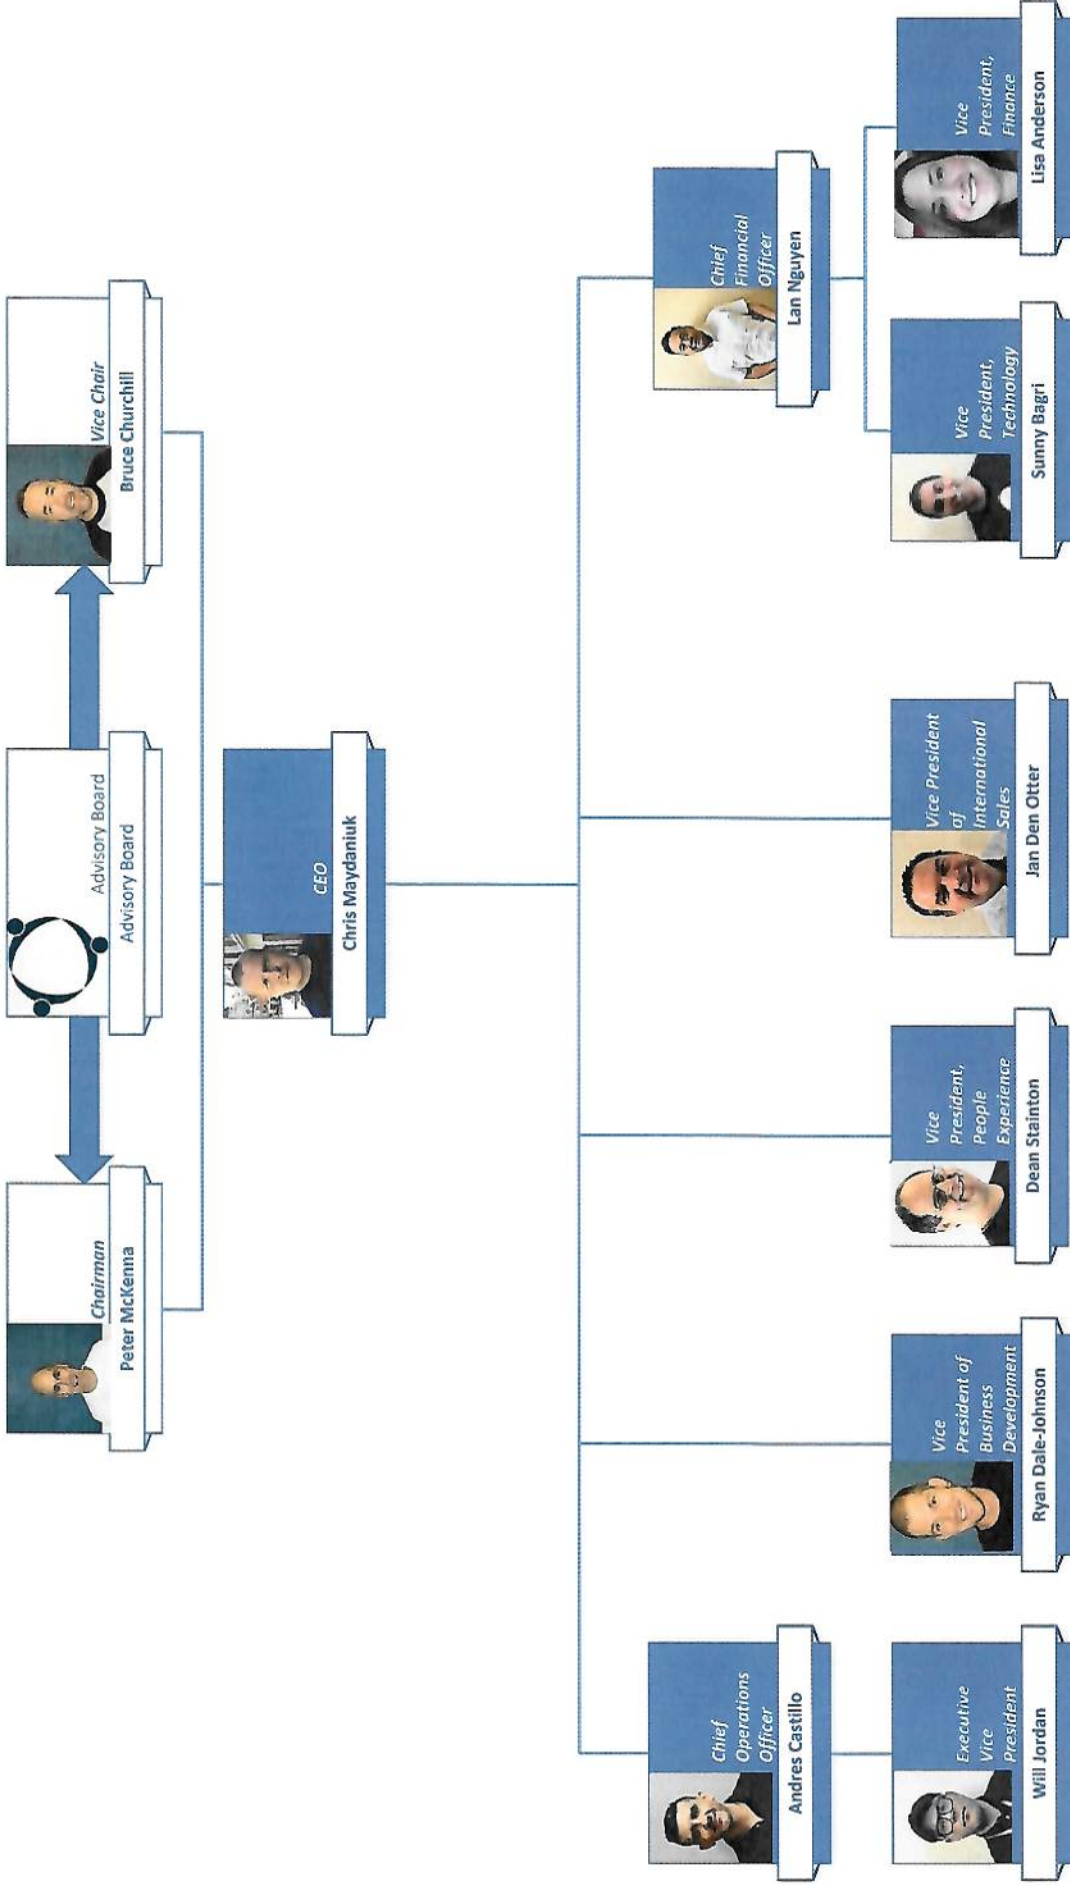 Chairman
Peter McKenna
Advisory Board
Advisory Board
Vice Chair
Bruce Churchill
CEO
Chris Maydaniuk
Chief
Operations
Officer
Andres Castillo
Chief
Financial
Officer
Lan Nguyen
Executive
Vice
President
Will Jordan
Vice
President of
Business
Development
Ryan Dale-Johnson
Vice
President,
People
Experience
Dean Stainton
Vice President
of
International
Sales
Jan Den Otter
Vice
President,
Technology
Sunny Bagri
Vice
President,
Finance
Lisa Anderson